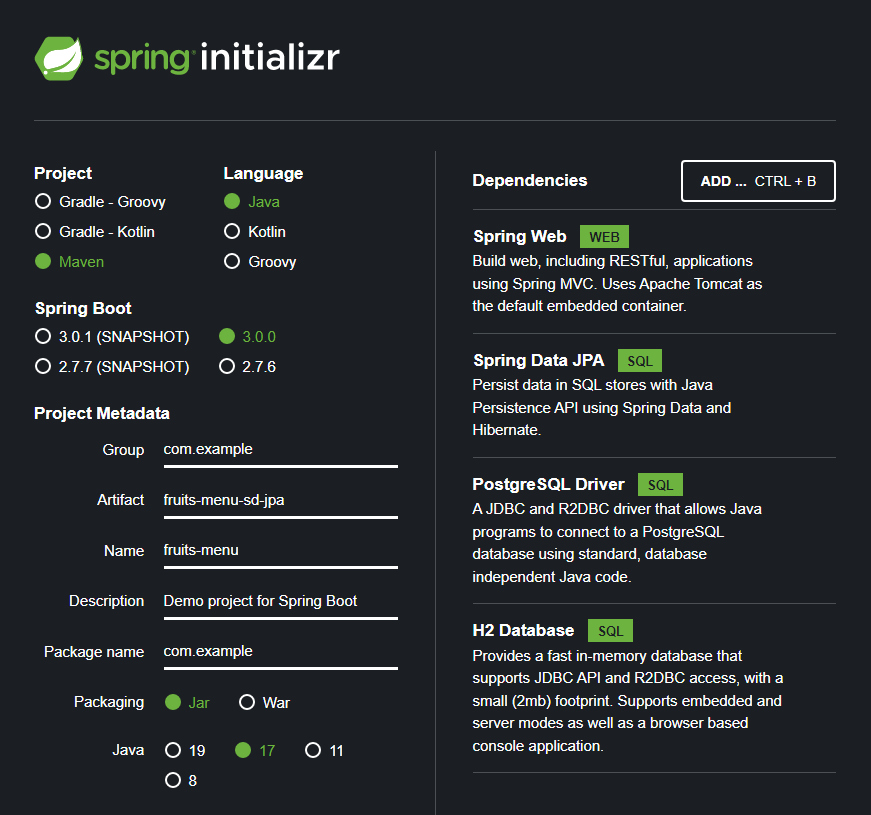 spring initializr
Project
Gradle - Groovy
Gradle - Kotlin
Maven
Language
Java
Kotlin
Groovy
Spring Boot
3.0.1 (SNAPSHOT) 3.0.0
2.7.7 (SNAPSHOT) 2.7.6
Project Metadata
Group com.example
Artifact fruits-menu-sd-jpa
Name fruits-menu
Description Demo project for Spring Boot
Package name com.example
Packaging Jar War
Java 19 17 11
8
Dependencies ADD ... CTRL + B
Spring Web WEB
Build web, including RESTful, applications
using Spring MVC. Uses Apache Tomcat as
the default embedded container.
Spring Data JPA SQL
Persist data in SQL stores with Java
Persistence API using Spring Data and
Hibernate.
PostgreSQL Driver SQL
A JDBC and R2DBC driver that allows Java
programs to connect to a PostgreSQL
database using standard, database
independent Java code.
H2 Database SQL
Provides a fast in-memory database that
supports JDBC API and R2DBC access, with a
small (2mb) footprint. Supports embedded and
server modes as well as a browser based
console application.